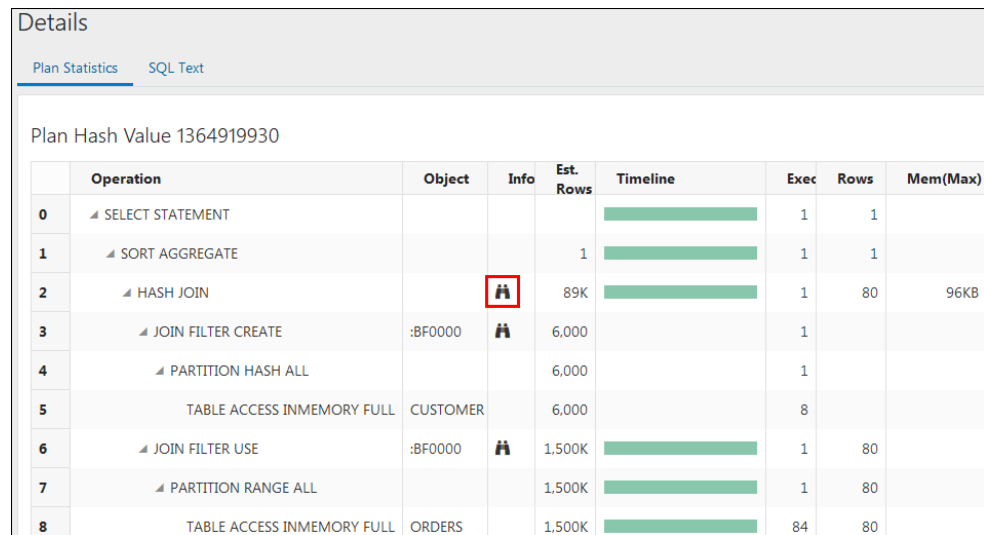 Details
Plan Statistics SQL Text
Plan Hash Value 1364919930
Operation Object Info Est. Rows Timeline Exec Rows Mem(Max)
0 SELECT STATEMENT 1 1
1 SORT AGGREGATE 1 1 1
2 HASH JOIN 89K 1 80 96KB
3 JOIN FILTER CREATE :BF0000 6,000 1
4 PARTITION HASH ALL 6,000 1
5 TABLE ACCESS INMEMORY FULL CUSTOMER 6,000 8
6 JOIN FILTER USE :BF0000 1,500K 1 80
7 PARTITION RANGE ALL 1,500K 1 80
8 TABLE ACCESS INMEMORY FULL ORDERS 1,500K 84 80